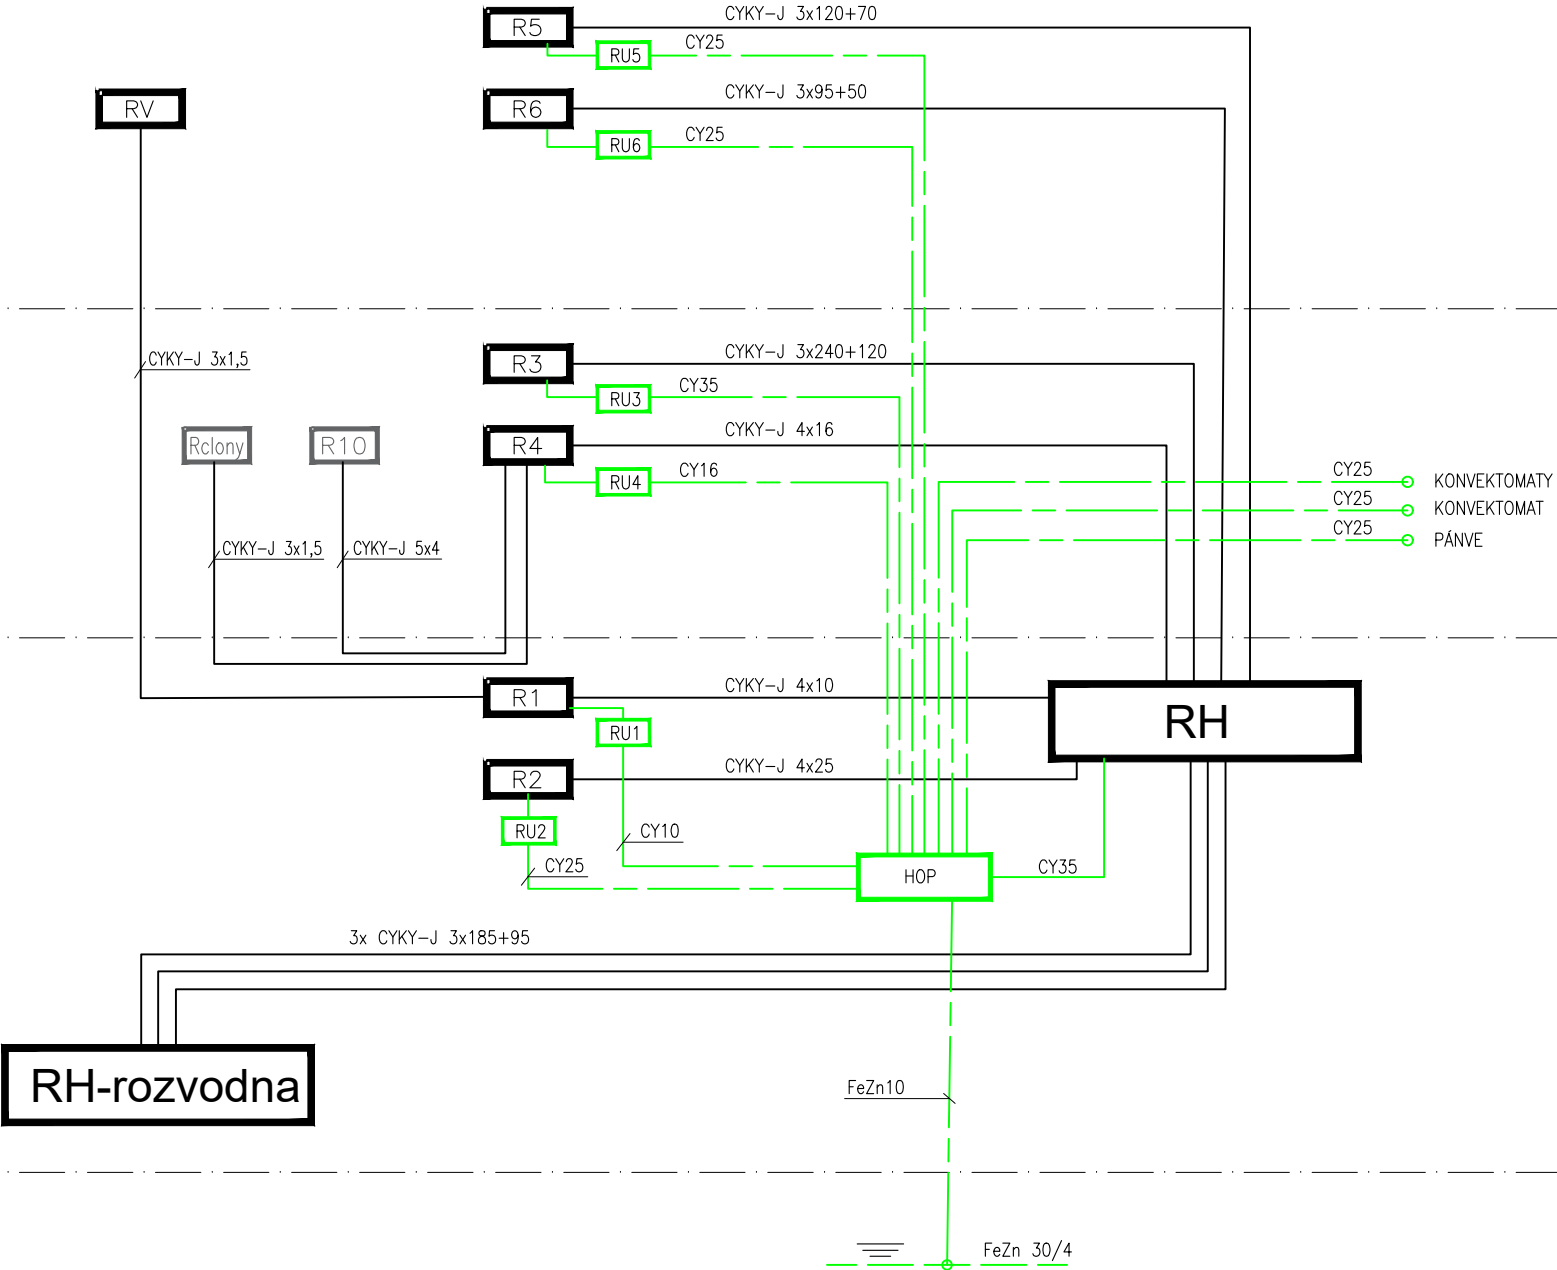 R5
CYKY-J 3x120+70
RU5
CY25
RV
R6
CYKY-J 3x95+50
RU6
CY25
CYKY-J 3x1,5
R3
CYKY-J 3x240+120
RU3
CY35
Rclony
R10
R4
CYKY-J 4x16
RU4
CY16
CY25
KONVEKTOMATY
CY25
KONVEKTOMAT
CY25
PÁNVE
CYKY-J 3x1,5
CYKY-J 5x4
R1
CYKY-J 4x10
RH
RU1
R2
CYKY-J 4x25
RU2
CY10
CY25
HOP
CY35
3x CYKY-J 3x185+95
RH-rozvodna
FeZn10
FeZn 30/4